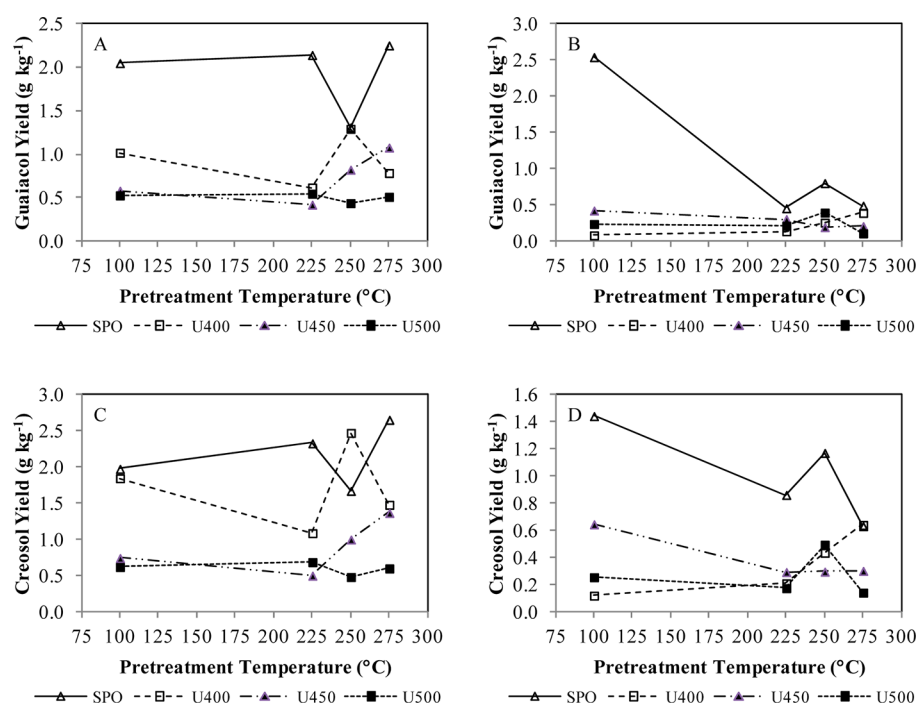 A
Guaiacol Yield (g kg-1)
2.5
2.0
1.5
1.0
0.5
0.0
75 100 125 150 175 200 225 250 275 300
Pretreatment Temperature (°C)
SPO U400 U450 U500
B
Guaiacol Yield (g kg-1)
3.0
2.5
2.0
1.5
1.0
0.5
0.0
75 100 125 150 175 200 225 250 275 300
Pretreatment Temperature (°C)
SPO U400 U450 U500
C
Creosol Yield (g kg-1)
3.0
2.5
2.0
1.5
1.0
0.5
0.0
75 100 125 150 175 200 225 250 275 300
Pretreatment Temperature (°C)
SPO U400 U450 U500
D
Creosol Yield (g kg-1)
1.6
1.4
1.2
1.0
0.8
0.6
0.4
0.2
0.0
75 100 125 150 175 200 225 250 275 300
Pretreatment Temperature (°C)
SPO U400 U450 U500